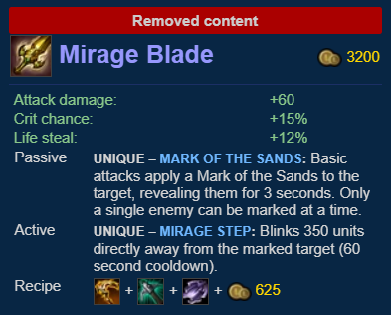 Removed content
Mirage Blade 3200
Attack damage: +60
Crit chance: +15%
Life steal: +12%
Passive UNIQUE – MARK OF THE SANDS: Basic
attacks apply a Mark of the Sands to the
target, revealing them for 3 seconds. Only
a single enemy can be marked at a time.
Active UNIQUE – MIRAGE STEP: Blinks 350 units
directly away from the marked target (60
second cooldown).
Recipe + + + 625